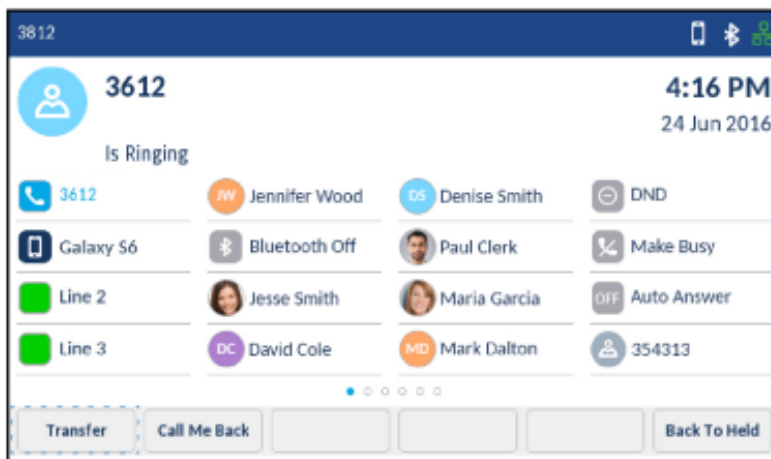 3812
3612
4:16 PM
24 Jun 2016
Is Ringing
3612
JW Jennifer Wood
DS Denise Smith
DND
Galaxy S6
Bluetooth Off
Paul Clerk
Make Busy
Line 2
Jesse Smith
Maria Garcia
OFF Auto Answer
Line 3
DC David Cole
MD Mark Dalton
354313
Transfer
Call Me Back
Back To Held